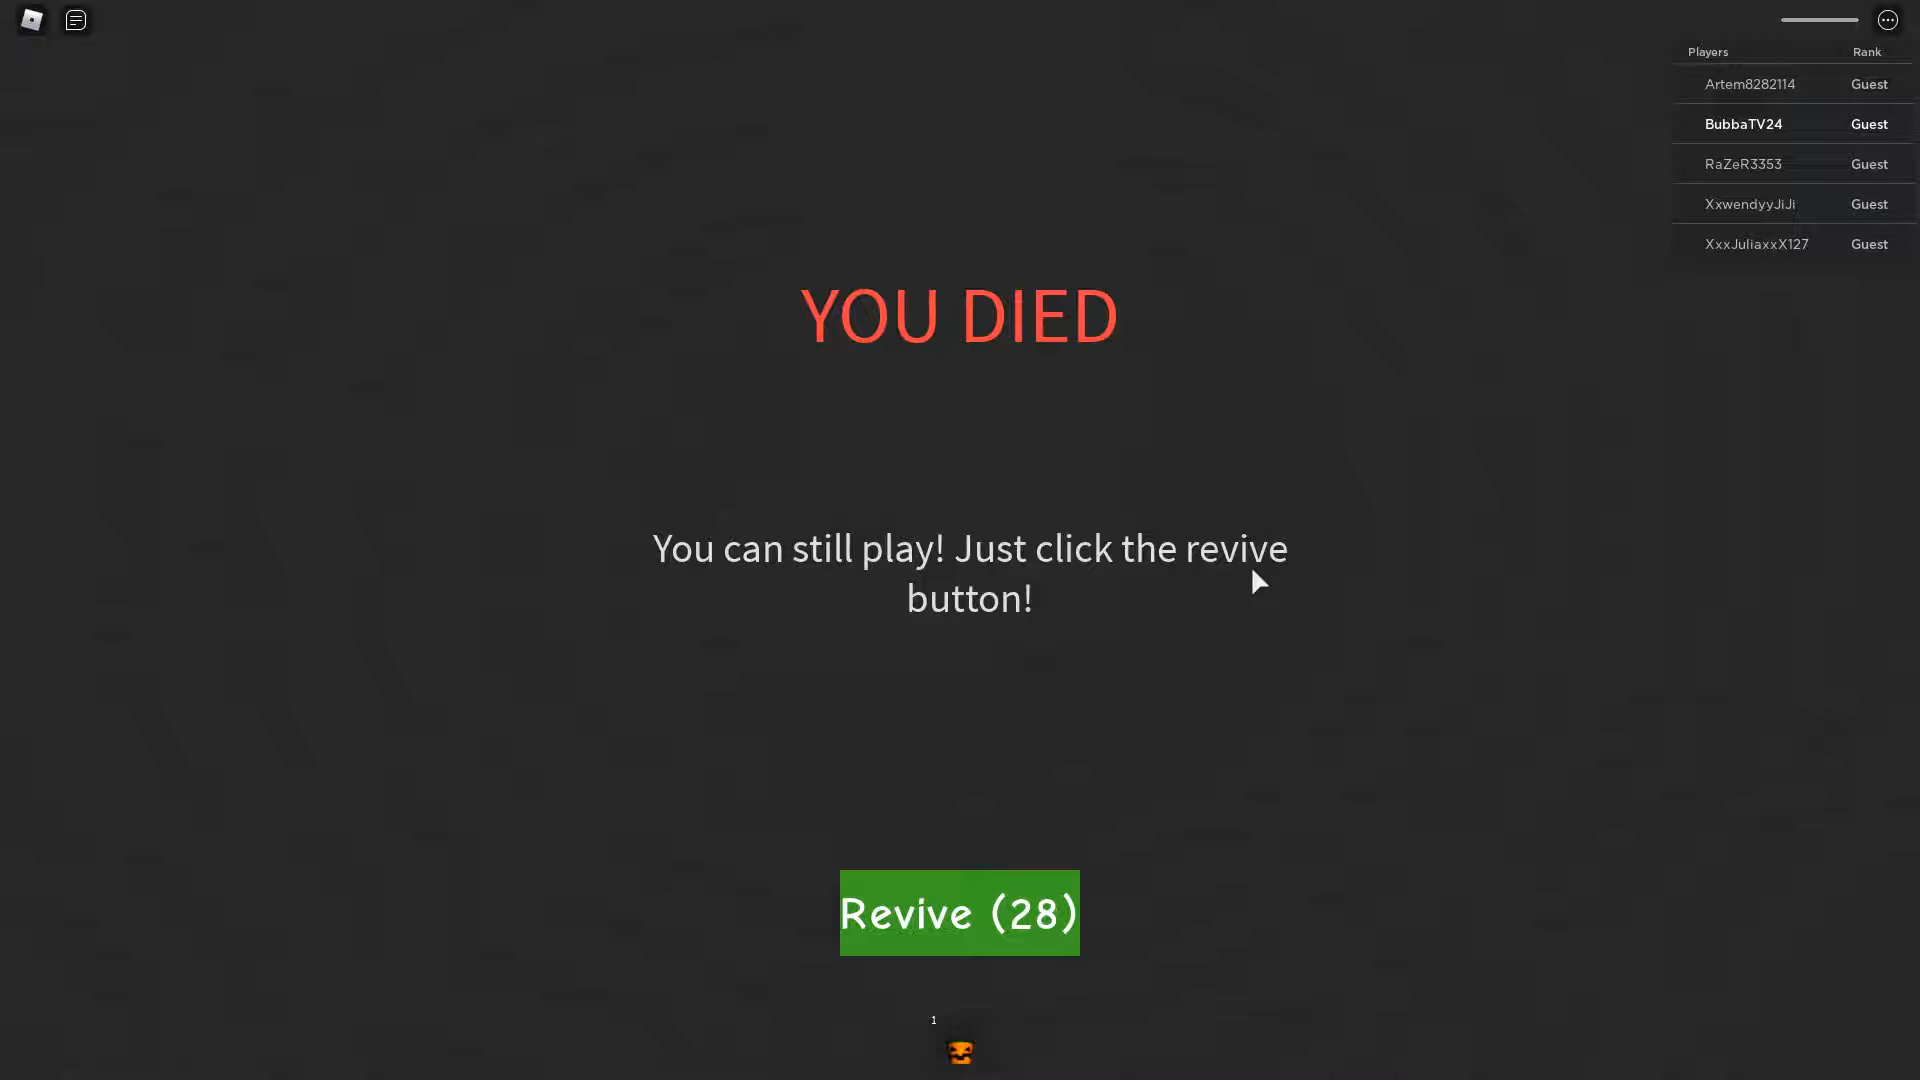 Players Rank
Artem8282114 Guest
BubbaTV24 Guest
RaZeR3353 Guest
XxwendyyJiJi Guest
XxxJuliaxxX127 Guest
YOU DIED
You can still play! Just click the revive
button!
Revive (28)
1